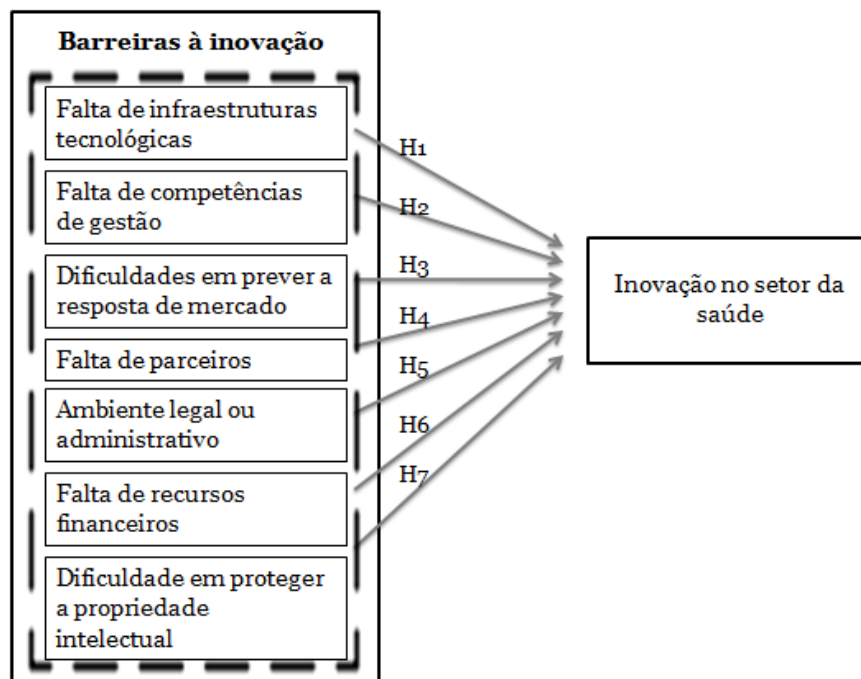 Barreiras à inovação
Falta de infraestruturas
tecnológicas
Falta de competências
de gestão
Dificuldades em prever a
resposta de mercado
Falta de parceiros
Ambiente legal ou
administrativo
Falta de recursos
financeiros
Dificuldade em proteger
a propriedade
intelectual
H1
H2
H3
H4
H5
H6
H7
Inovação no setor da
saúde